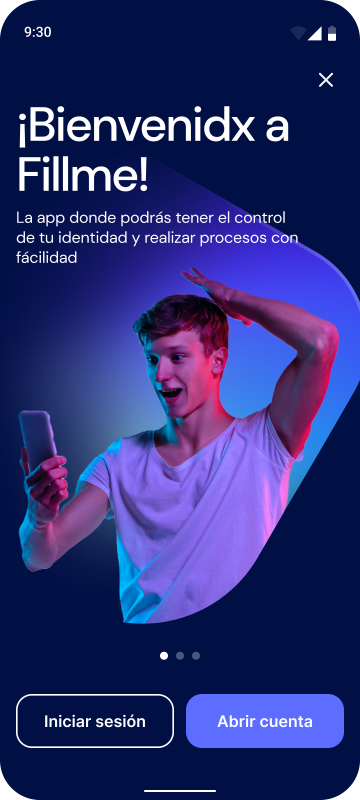 9:30
¡Bienvenidx a
Fillme!
La app donde podrás tener el control
de tu identidad y realizar procesos con
fácilidad
Iniciar sesión
Abrir cuenta